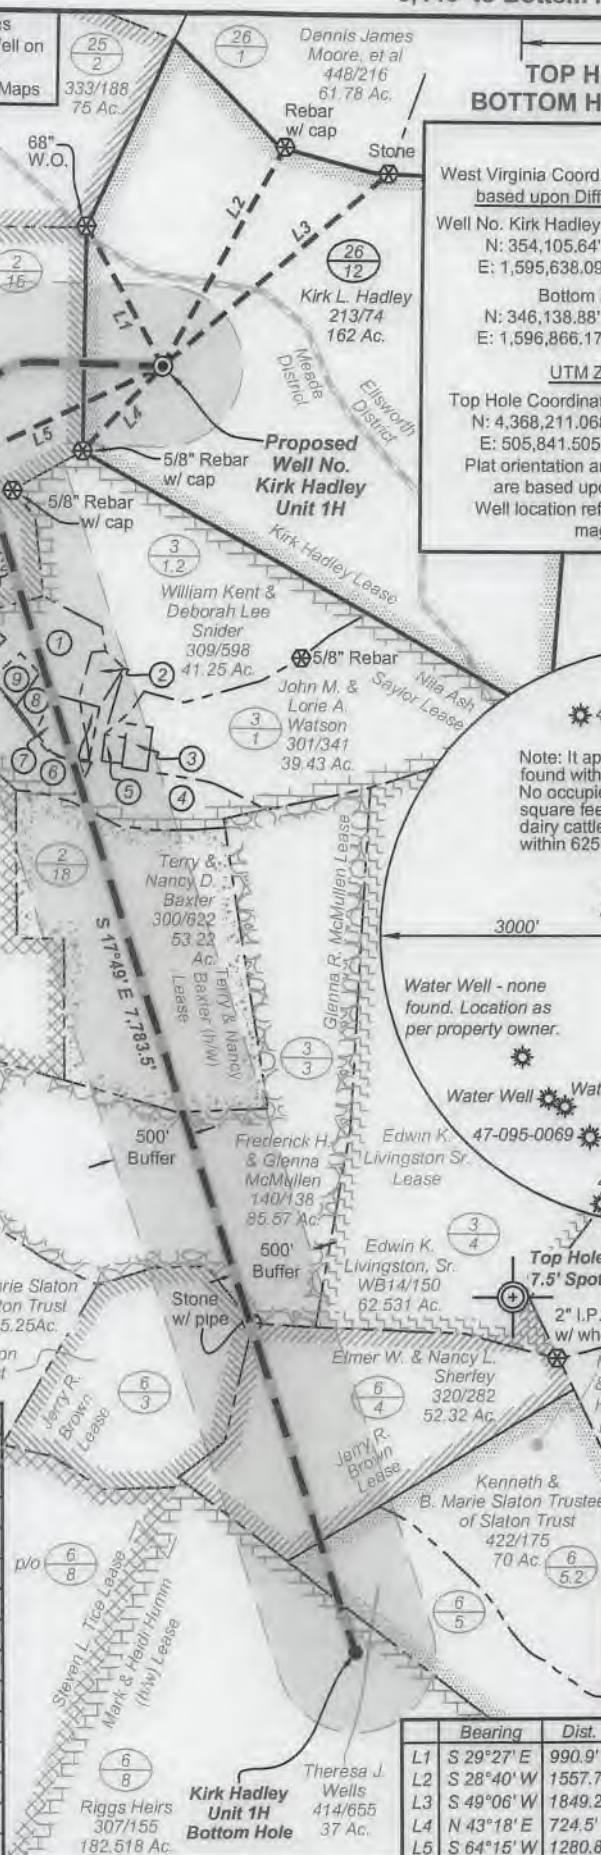 25
2
333/188
75 Ac.
ell on
Maps
26
1
Dennis James
Moore, et al
448/216
61.78 Ac.
TOP H
BOTTOM H
68"
W.O.
Rebar
w/ cap
Stone
L1
L2
L3
26
12
Kirk L. Hadley
213/74
162 Ac.
2
15
Meade
District
Ellsworth
District
L5
L4
5/8" Rebar
w/ cap
Proposed
Well No.
Kirk Hadley
Unit 1H
5/8" Rebar
w/ cap
West Virginia Coord
based upon Diff
Well No. Kirk Hadley
N: 354,105.64'
E: 1,595,638.09
Bottom
N: 346,138.88'
E: 1,596,866.17
UTM Z
Top Hole Coordinat
N: 4,368,211.068
E: 505,841.505
Plat orientation an
are based upo
Well location ref
mag
Kirk Hadley Lease
3
1.2
William Kent &
Deborah Lee
Snider
309/598
41.25 Ac.
1
2
9
8
7
6
5
4
3
5/8" Rebar
Nila Ash
Saylor Lease
3
1
John M. &
Lorie A.
Watson
301/341
39.43 Ac.
Note: It ap
found with
No occupie
square fee
dairy cattle
within 625
3000'
2
18
Terry &
Nancy D.
Baxter
300/622
53.22
Ac.
Terry & Nancy
Baxter (h/w)
Lease
S 17°49' E 7,783.5'
Glenna R. McMullen Lease
3
3
Water Well - none
found. Location as
per property owner.
Water Well
Wat
47-095-0069
500'
Buffer
Frederick H.
& Glenna
McMullen
140/138
85.57 Ac.
Edwin K.
Livingston Sr.
Lease
3
4
500'
Buffer
Edwin K.
Livingston, Sr.
WB14/150
62.531 Ac.
Top Hole
7.5' Spot
2" I.P.
w/ wh
rie Slaton
on Trust
5.25Ac.
Stone
w/ pipe
Jerry R.
Brown
Lease
6
3
Elmer W. & Nancy L.
Sherley
320/282
52.32 Ac.
6
4
Jerry R.
Brown
Lease
Kenneth &
B. Marie Slaton Trustee
of Slaton Trust
422/175
70 Ac.
6
5.2
p/o
6
8
Steven L. Tice Lease
Mark & Heidi Humm
(h/w) Lease
6
5
6
8
Riggs Heirs
307/155
182.518 Ac.
Kirk Hadley
Unit 1H
Bottom Hole
Theresa J.
Wells
414/655
37 Ac.
Bearing Dist.
L1 S 29°27' E 990.9'
L2 S 28°40' W 1557.7
L3 S 49°06' W 1849.2
L4 N 43°18' E 724.5'
L5 S 64°15' W 1280.8